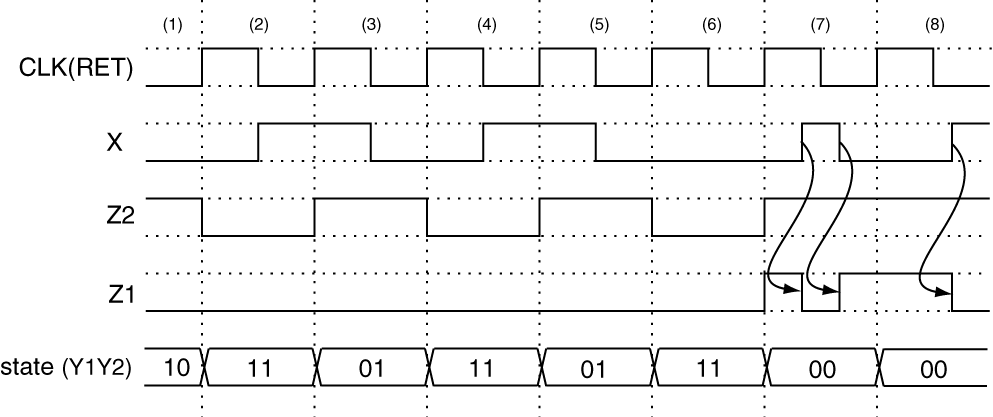 (1) (2) (3) (4) (5) (6) (7) (8)
CLK(RET)
X
Z2
Z1
state (Y1Y2) 10 11 01 11 01 11 00 00